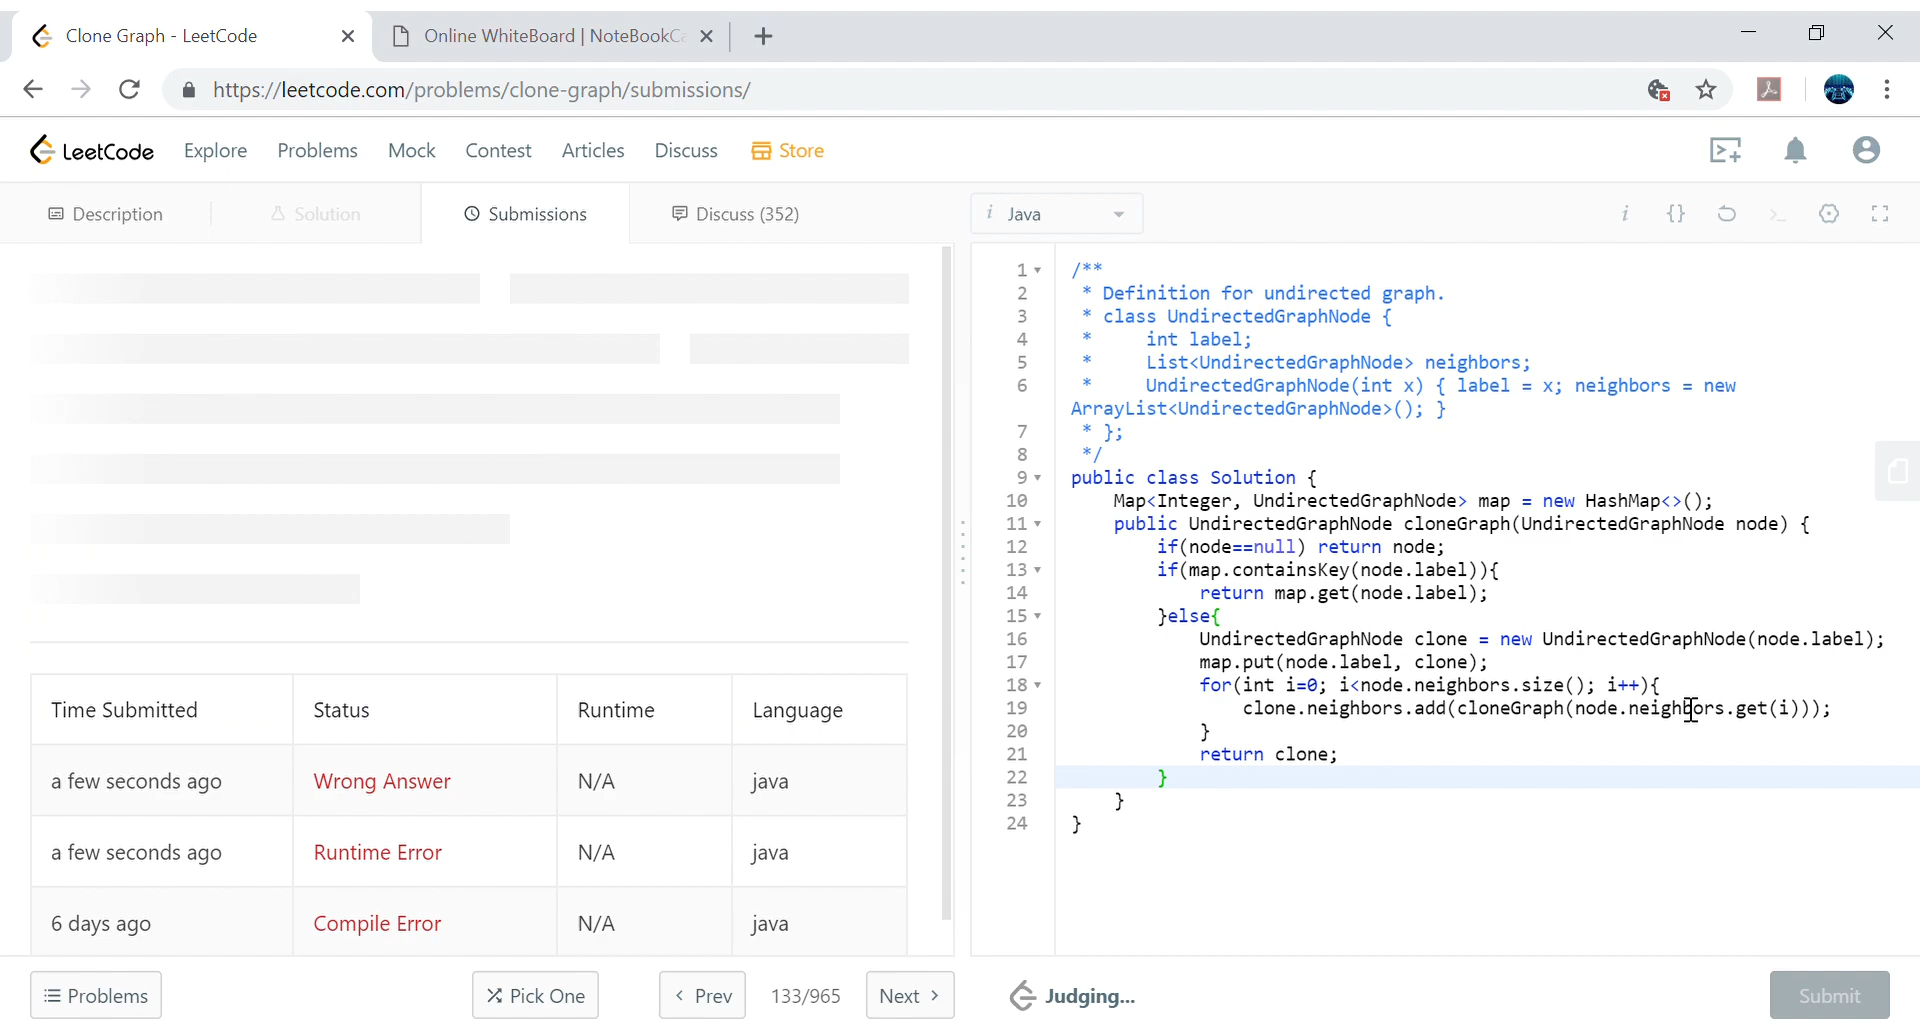 Clone Graph - LeetCode
Online WhiteBoard | NoteBookC
https://leetcode.com/problems/clone-graph/submissions/
LeetCode Explore Problems Mock Contest Articles Discuss Store
Description Solution Submissions Discuss (352)
i Java
i {}
1 /**
2 * Definition for undirected graph.
3 * class UndirectedGraphNode {
4 * int label;
5 * List<UndirectedGraphNode> neighbors;
6 * UndirectedGraphNode(int x) { label = x; neighbors = new
ArrayList<UndirectedGraphNode>(); }
7 * };
8 */
9 public class Solution {
10 Map<Integer, UndirectedGraphNode> map = new HashMap<>();
11 public UndirectedGraphNode cloneGraph(UndirectedGraphNode node) {
12 if(node==null) return node;
13 if(map.containsKey(node.label)){
14 return map.get(node.label);
15 }else{
16 UndirectedGraphNode clone = new UndirectedGraphNode(node.label);
17 map.put(node.label, clone);
18 for(int i=0; i<node.neighbors.size(); i++){
19 clone.neighbors.add(cloneGraph(node.neighbors.get(i)));
20 }
21 return clone;
22 }
23 }
24 }
Time Submitted Status Runtime Language
a few seconds ago Wrong Answer N/A java
a few seconds ago Runtime Error N/A java
6 days ago Compile Error N/A java
Problems Pick One Prev 133/965 Next Judging... Submit